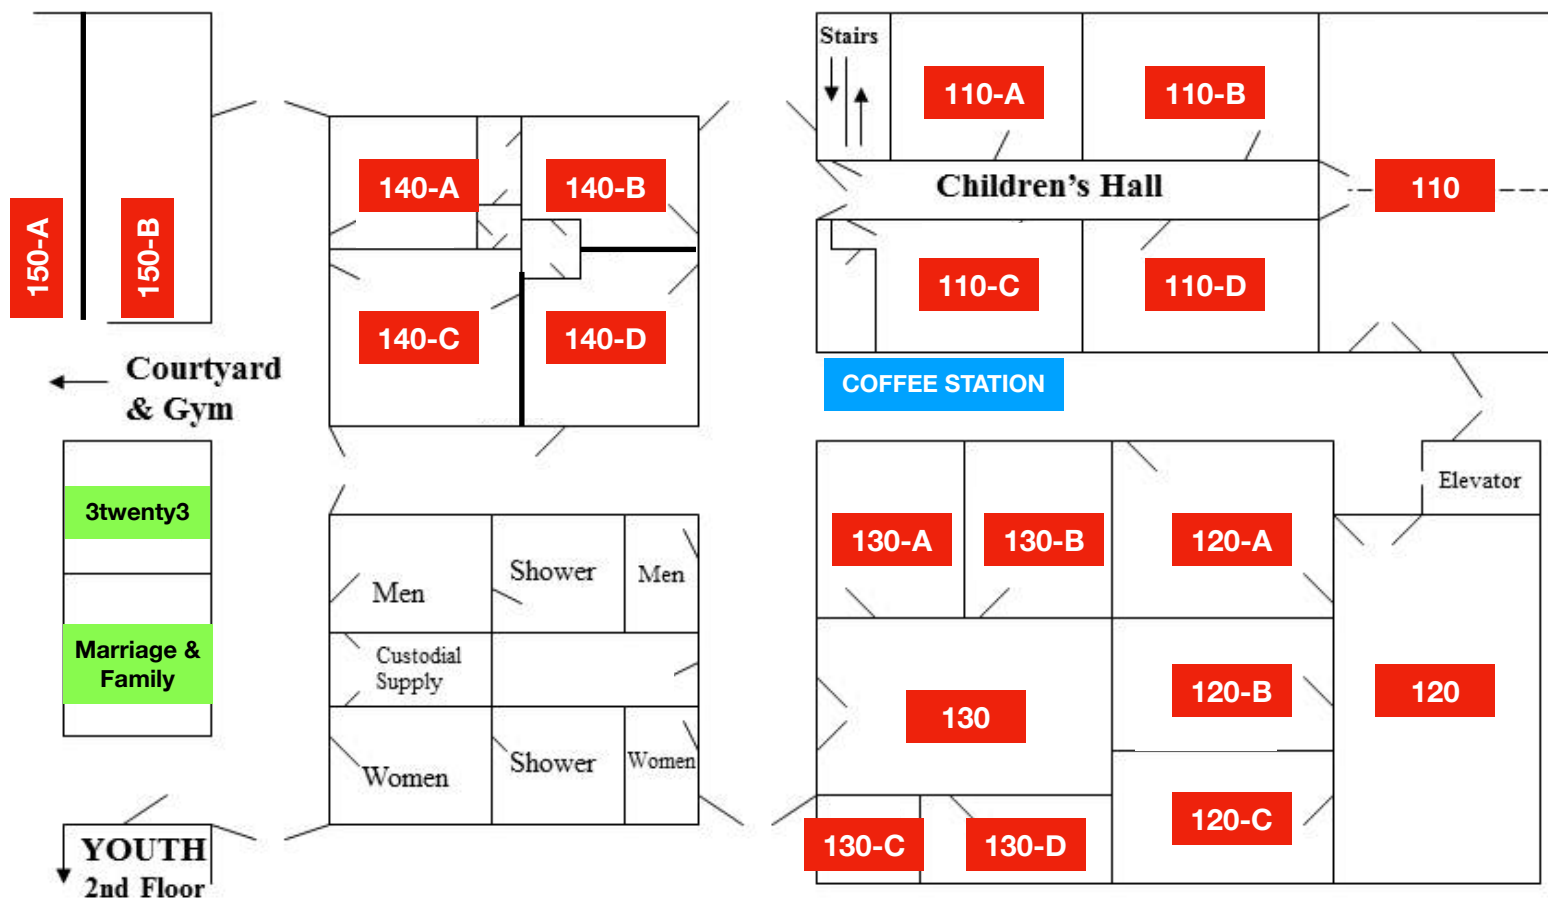 Stairs
110-A
110-B
150-A
150-B
140-A
140-B
Children's Hall
110
110-C
110-D
140-C
140-D
Courtyard
& Gym
COFFEE STATION
3twenty3
Elevator
130-A
130-B
120-A
Men
Shower
Men
Marriage &
Family
Custodial
Supply
130
120-B
120
Women
Shower
Women
120-C
130-C
130-D
YOUTH
2nd Floor